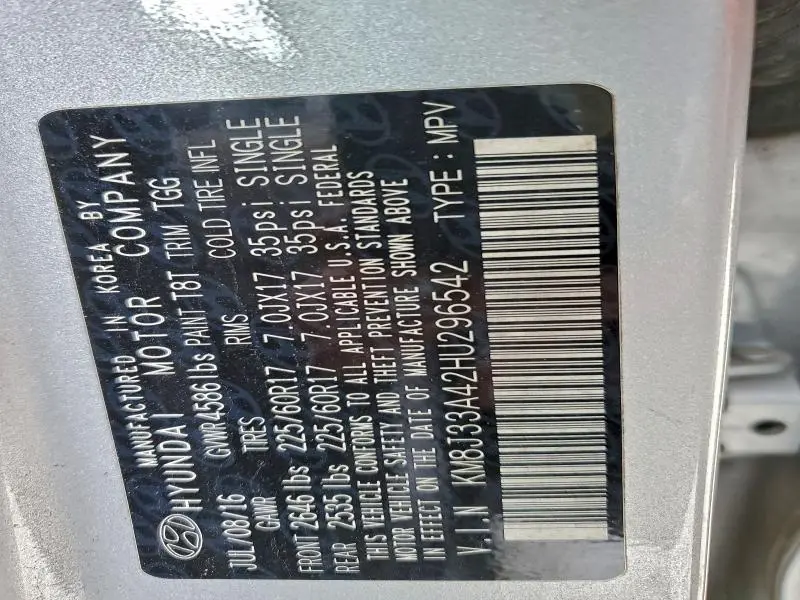 MANUFACTURED IN KOREA BY
HYUNDAI MOTOR COMPANY
JUL/08/16 GVWR 4586 lbs PAINT T8T TRIM TGG
GAWR TIRES RMS COLD TIRE INFL
FRONT 2646 lbs 225/60R17 7.0JX17 35psi SINGLE
REAR 2535 lbs 225/60R17 7.0JX17 35psi SINGLE
THIS VEHICLE CONFORMS TO ALL APPLICABLE U.S.A. FEDERAL
MOTOR VEHICLE SAFETY AND THEFT PREVENTION STANDARDS
IN EFFECT ON THE DATE OF MANUFACTURE SHOWN ABOVE
V.I.N KM8J33A42HU296542 TYPE : MPV